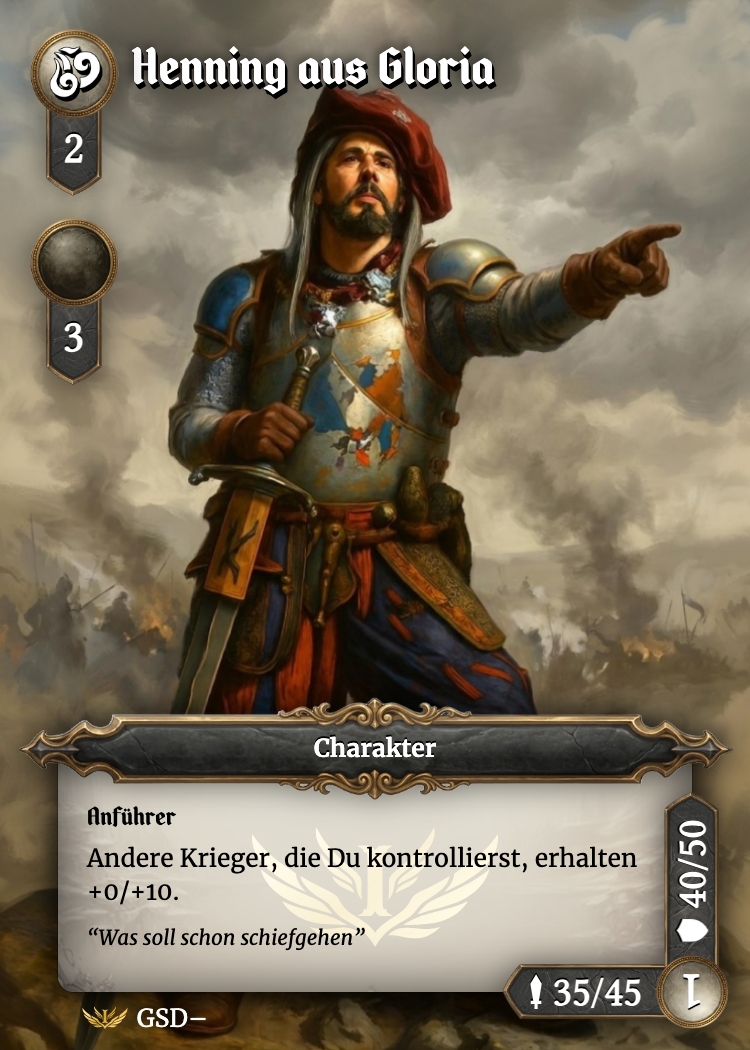 Henning aus Gloria
2
3
Charakter
Anführer
Andere Krieger, die Du kontrollierst, erhalten
+0/+10.
“Was soll schon schiefgehen”
40/50
35/45
1
GSD–